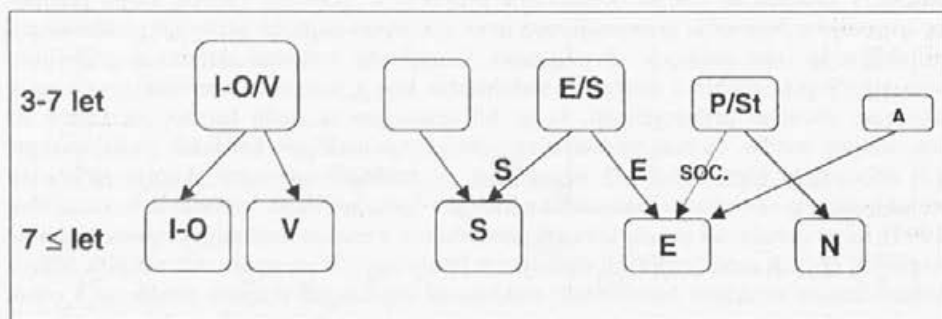 I-O/V E/S P/St A
3-7 let
S E soc.
7 ≤ let I-O V S E N